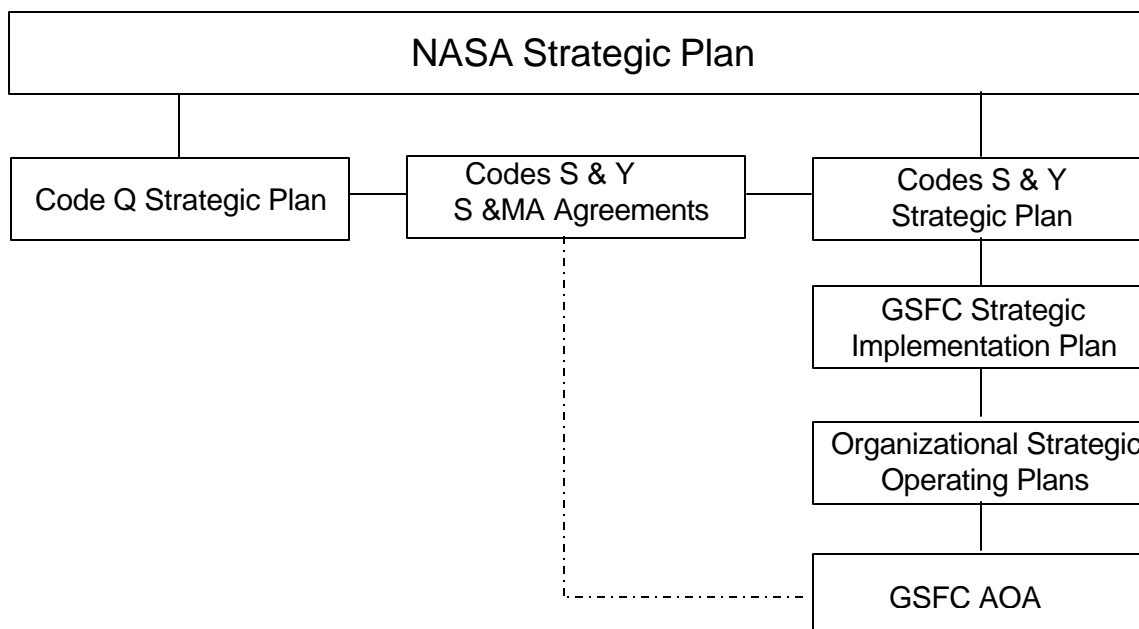 NASA Strategic Plan
Code Q Strategic Plan
Codes S & Y
S &MA Agreements
Codes S & Y
Strategic Plan
GSFC Strategic
Implementation Plan
Organizational Strategic
Operating Plans
GSFC AOA